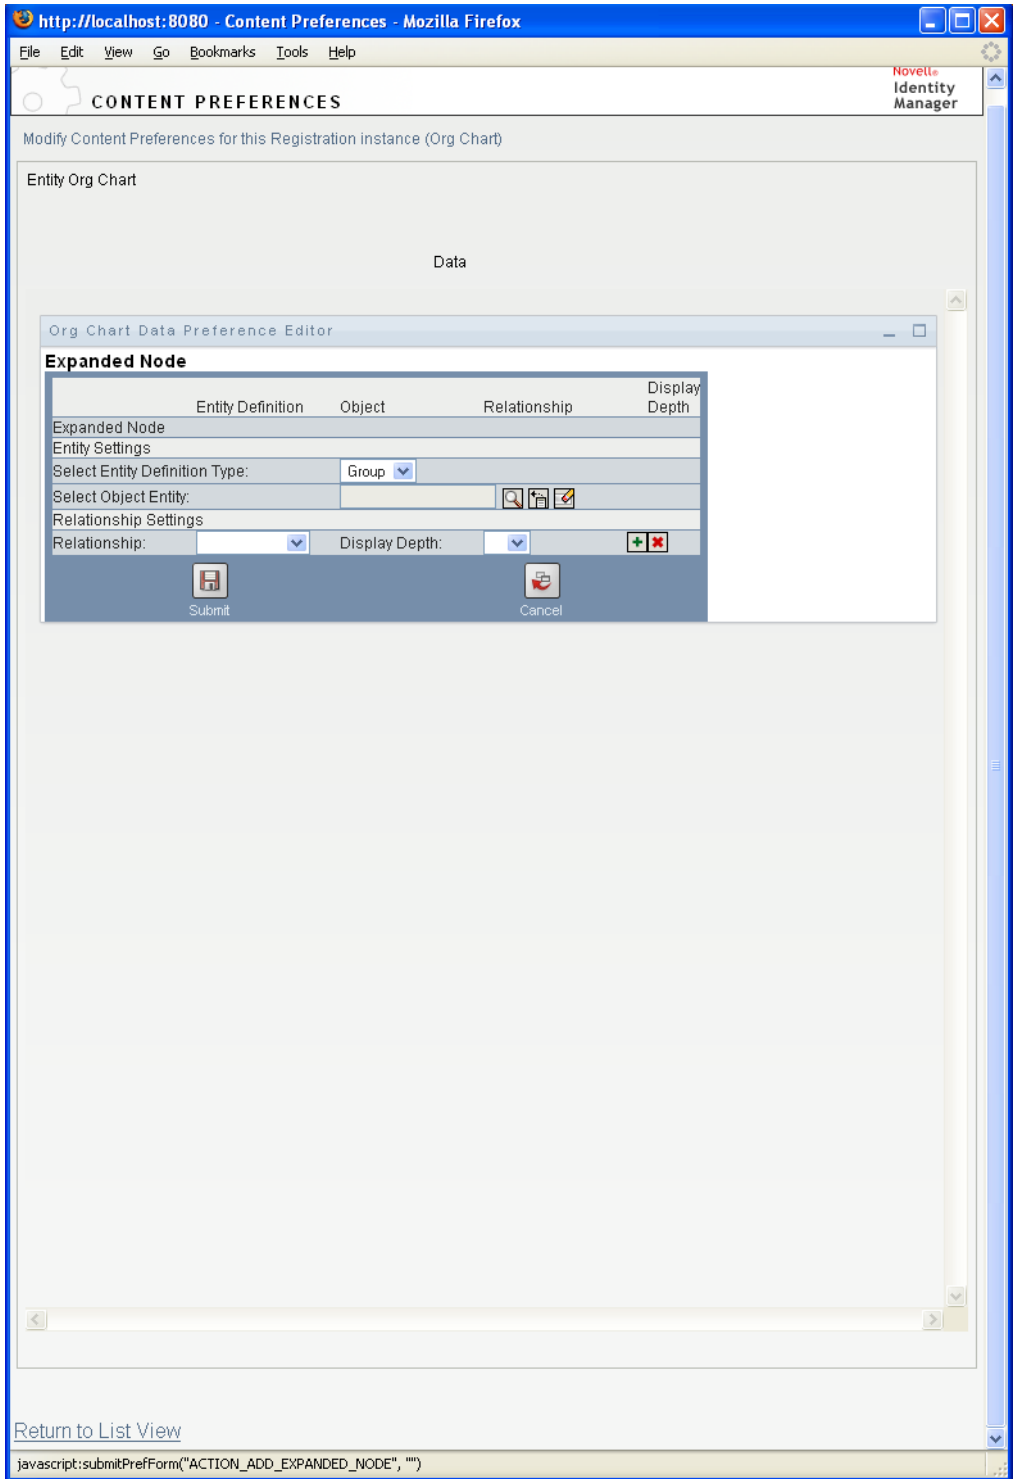 http://localhost:8080 - Content Preferences - Mozilla Firefox
File Edit View Go Bookmarks Tools Help
Novell®
Identity
Manager
CONTENT PREFERENCES
Modify Content Preferences for this Registration instance (Org Chart)
Entity Org Chart
Data
Org Chart Data Preference Editor
Expanded Node
Entity Definition Object Relationship Display Depth
Expanded Node
Entity Settings
Select Entity Definition Type: Group
Select Object Entity:
Relationship Settings
Relationship: Display Depth:
Submit Cancel
Return to List View
javascript:submitPrefForm("ACTION_ADD_EXPANDED_NODE", "")